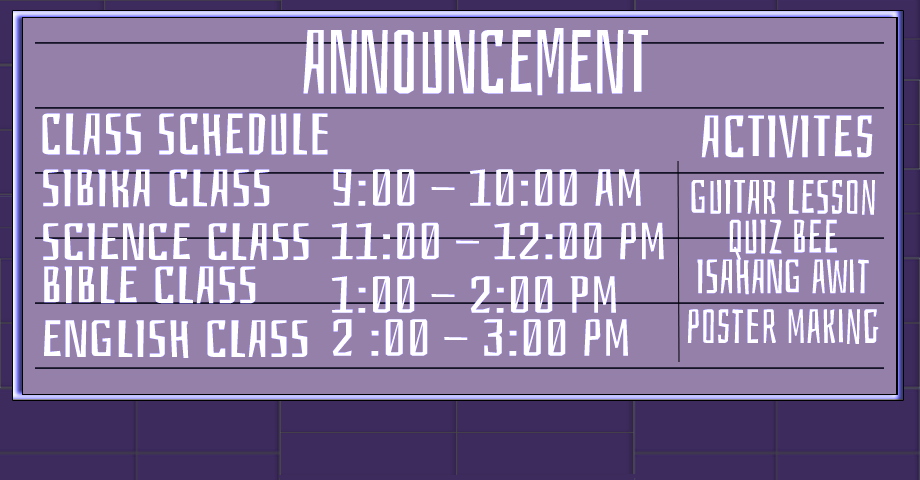 ANNOUNCEMENT
CLASS SCHEDULE
SIBIKA CLASS 9:00 – 10:00 AM
SCIENCE CLASS 11:00 – 12:00 PM
BIBLE CLASS 1:00 – 2:00 PM
ENGLISH CLASS 2 :00 – 3:00 PM
ACTIVITES
GUITAR LESSON
QUIZ BEE
ISAHANG AWIT
POSTER MAKING